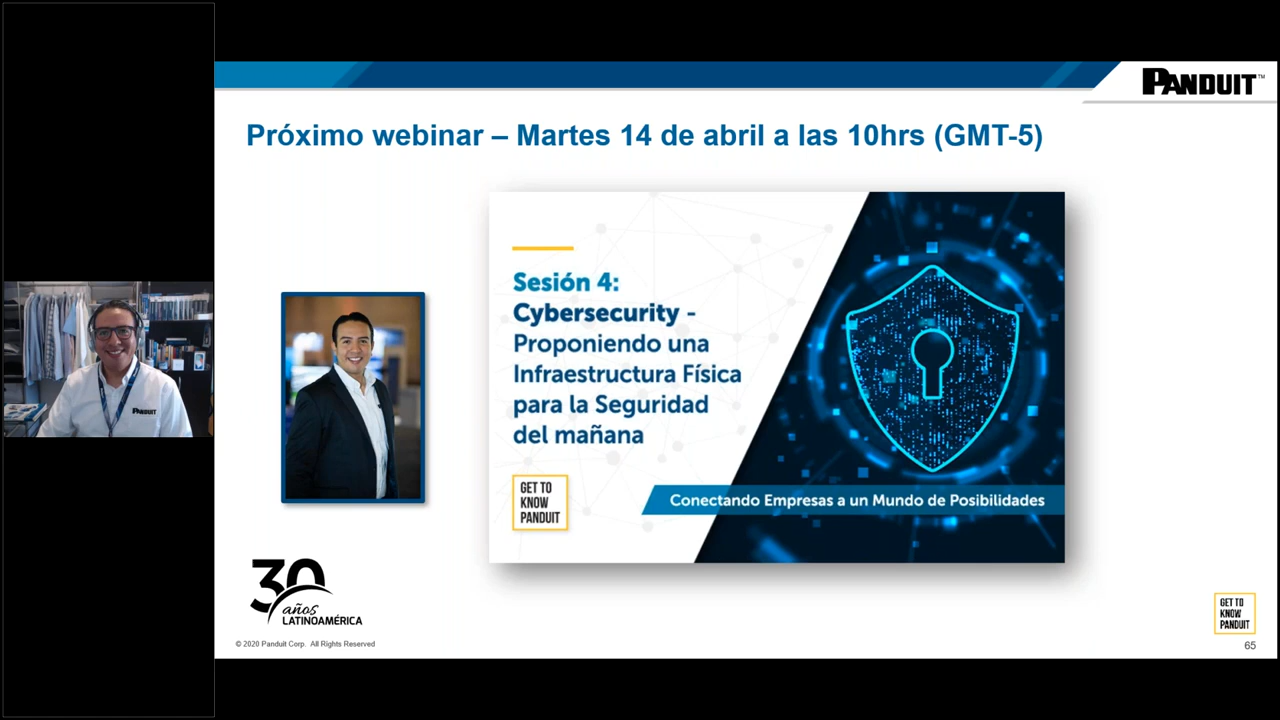 PANDUIT™
Próximo webinar – Martes 14 de abril a las 10hrs (GMT-5)
Sesión 4:
Cybersecurity -
Proponiendo una
Infraestructura Física
para la Seguridad
del mañana
GET TO
KNOW
PANDUIT
Conectando Empresas a un Mundo de Posibilidades
PANDUIT
30
años
LATINOAMÉRICA
© 2020 Panduit Corp. All Rights Reserved
GET TO
KNOW
PANDUIT
65